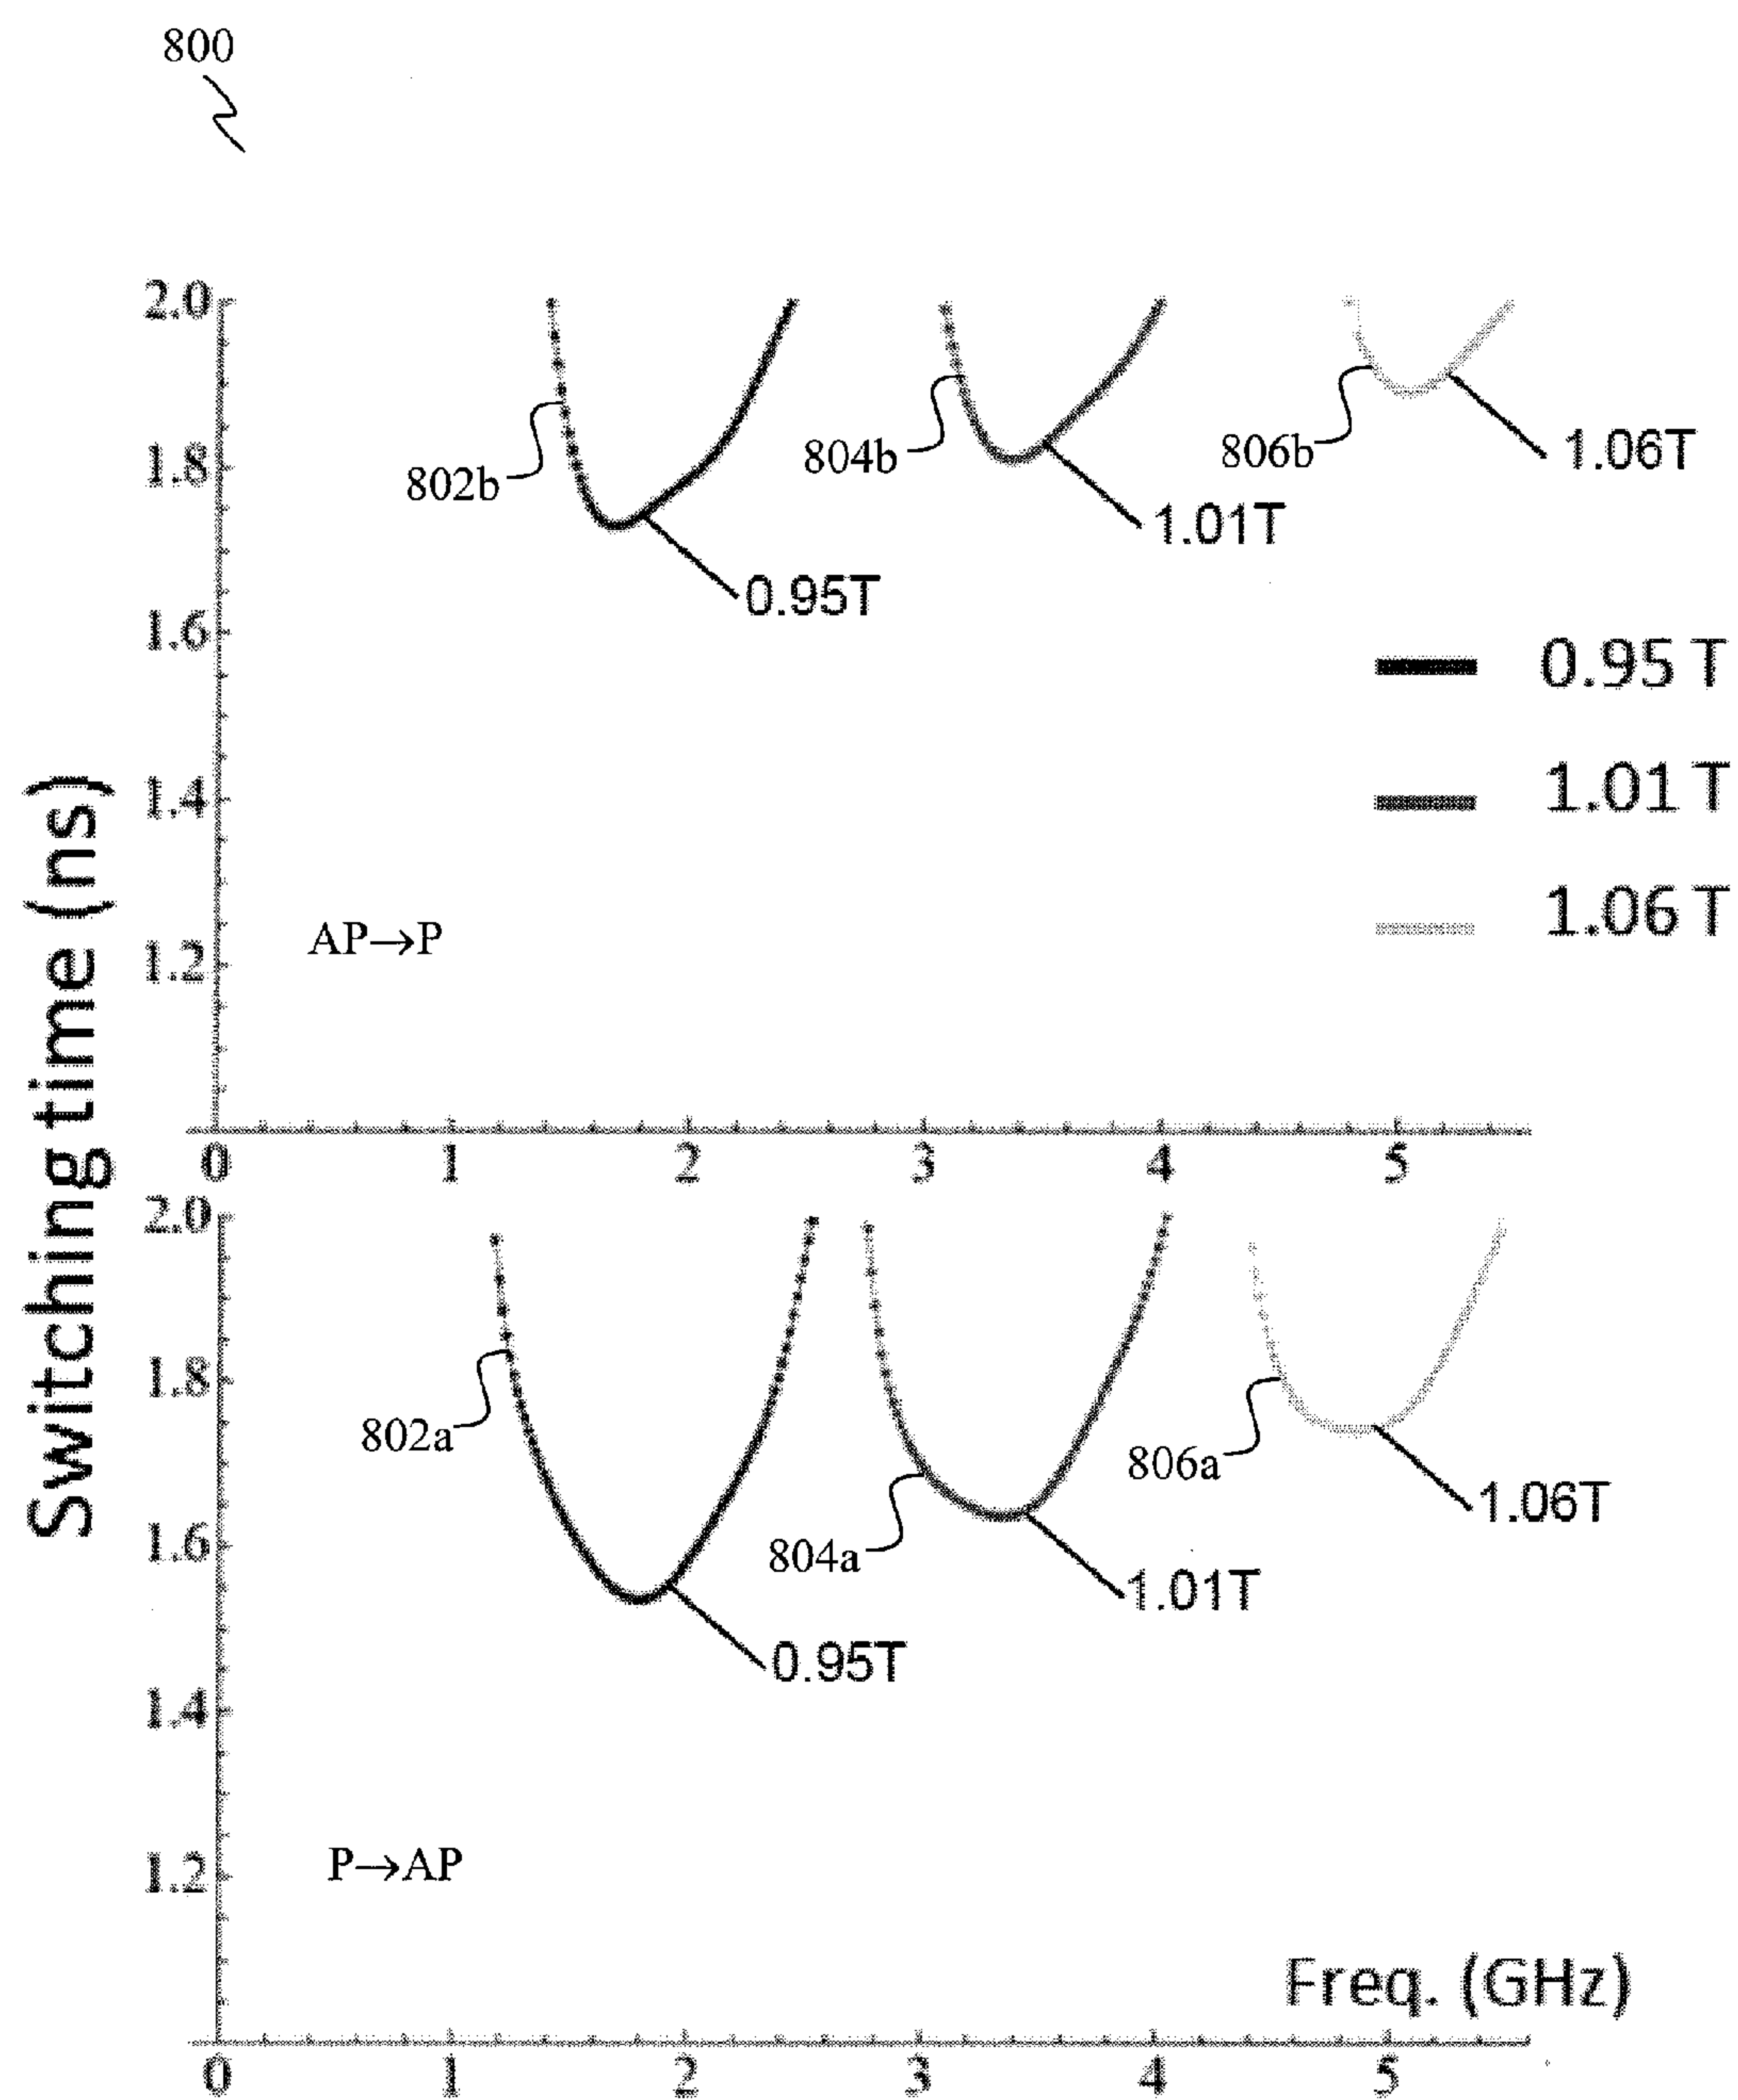 800
Switching time (ns)
2.0
1.8
1.6
1.4
1.2
802b
804b
806b
1.06T
1.01T
0.95T
0.95 T
1.01 T
1.06 T
AP→P
0 1 2 3 4 5
2.0
1.8
1.6
1.4
1.2
802a
804a
806a
1.06T
1.01T
0.95T
P→AP
Freq. (GHz)
0 1 2 3 4 5